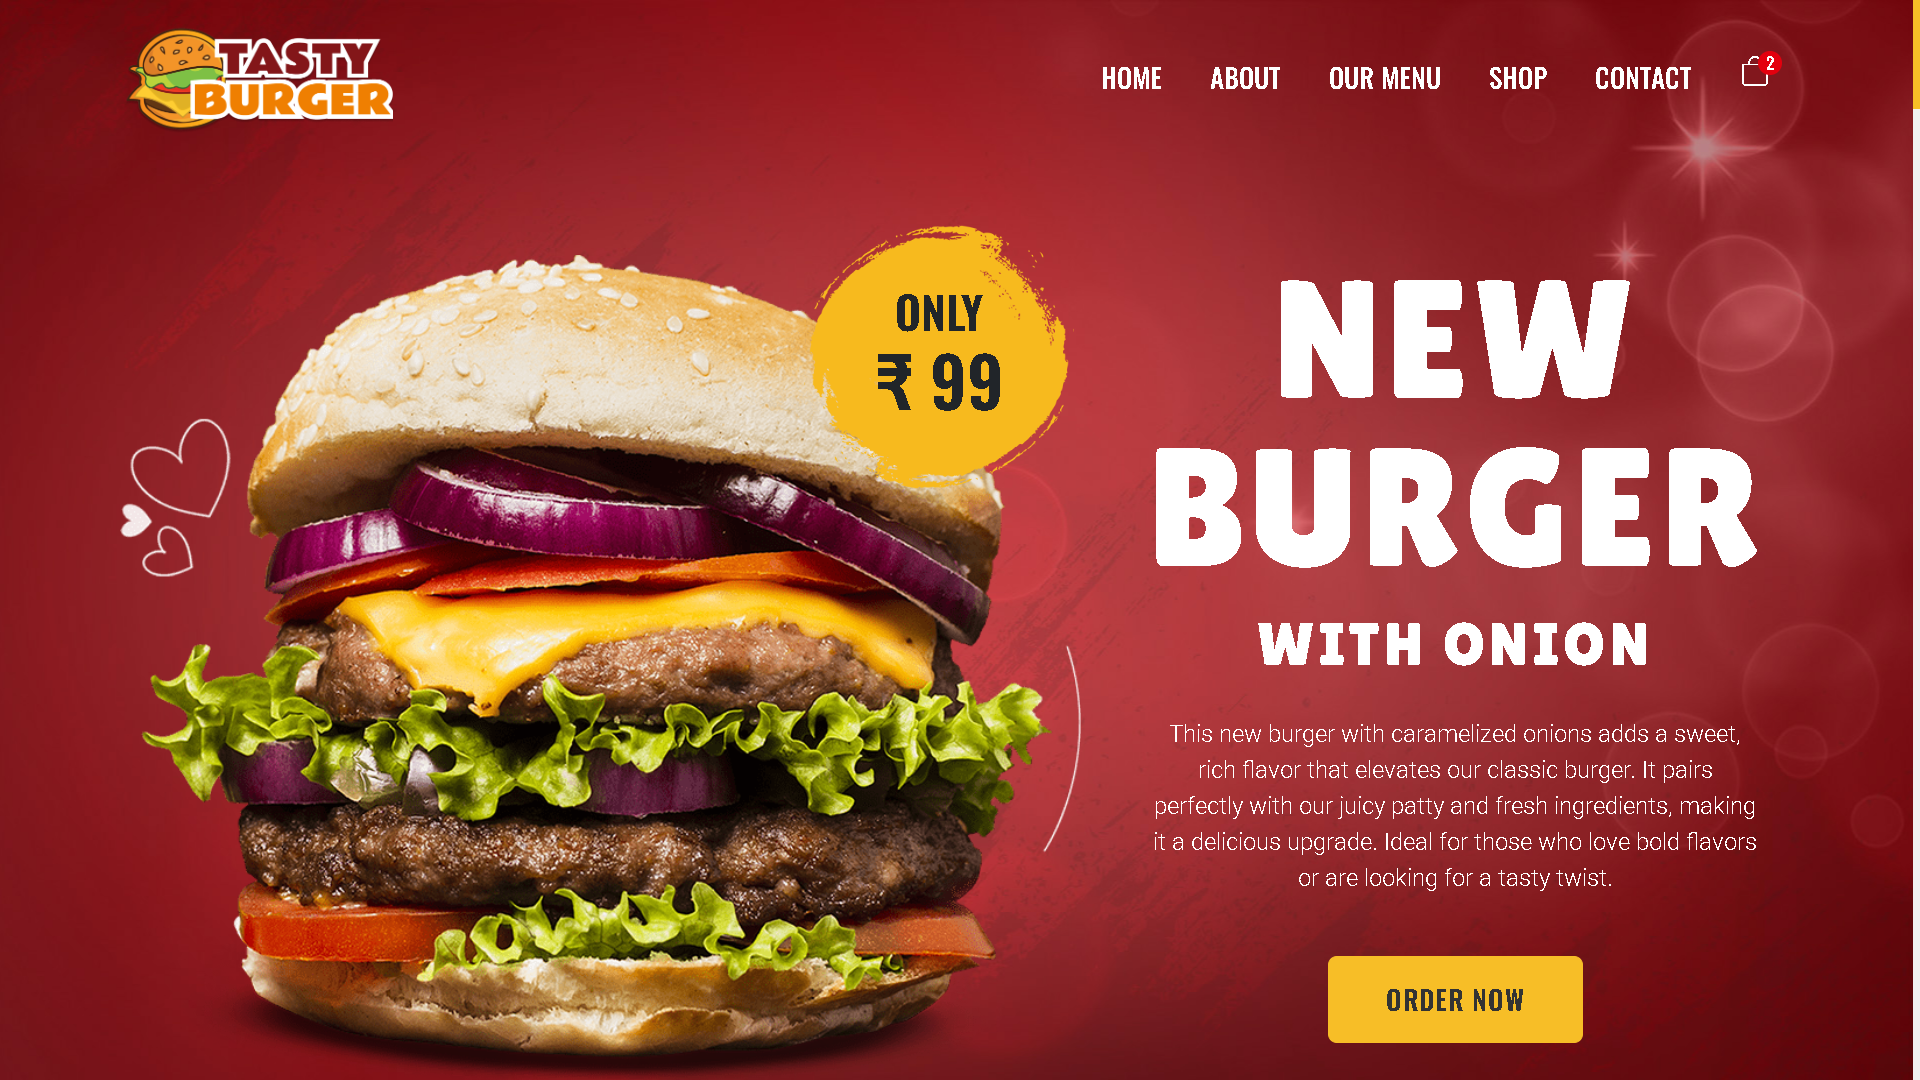 TASTY
BURGER
HOME ABOUT OUR MENU SHOP CONTACT 2
ONLY
₹ 99
NEW
BURGER
WITH ONION
This new burger with caramelized onions adds a sweet,
rich flavor that elevates our classic burger. It pairs
perfectly with our juicy patty and fresh ingredients, making
it a delicious upgrade. Ideal for those who love bold flavors
or are looking for a tasty twist.
ORDER NOW